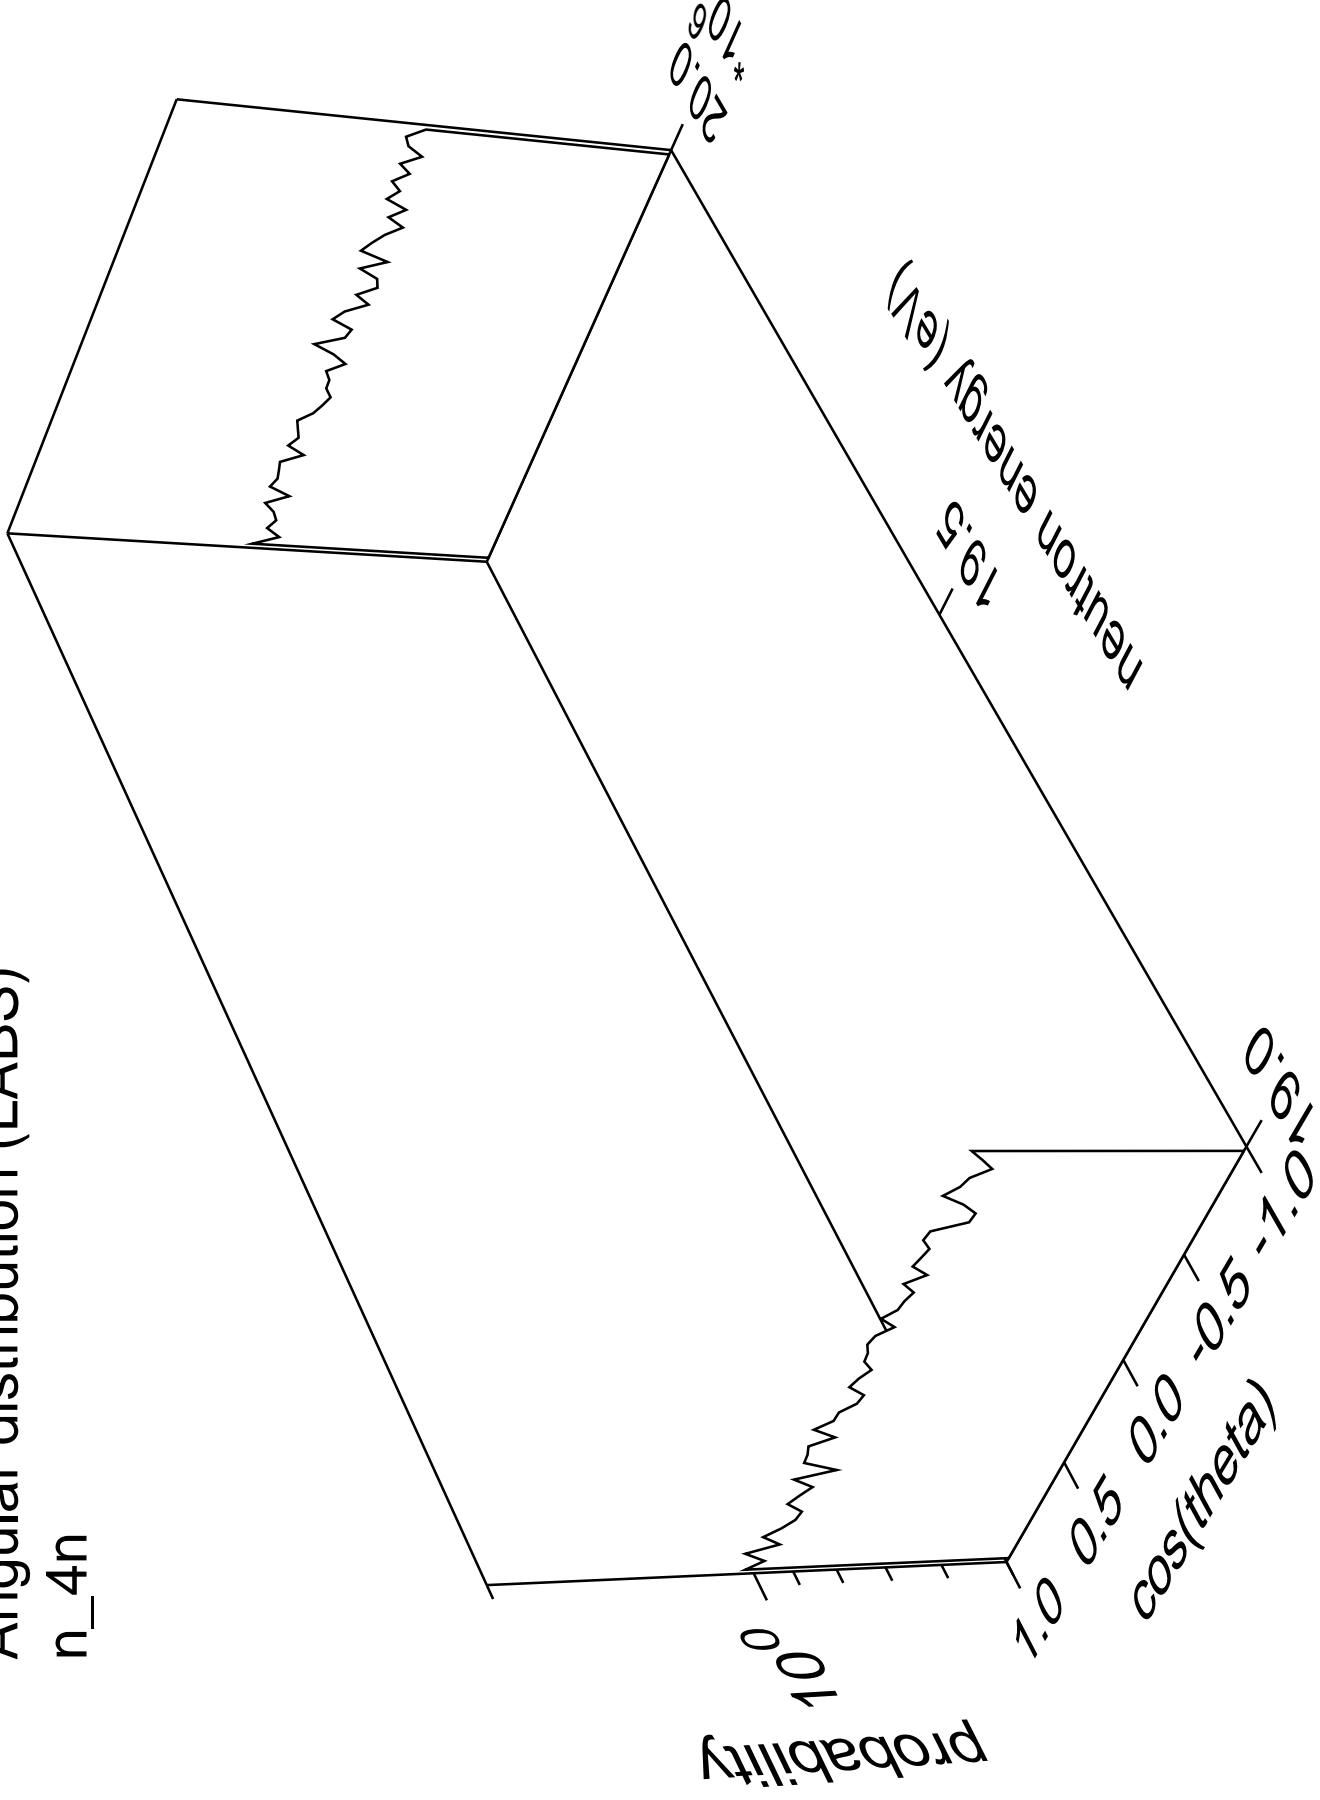 Angular distribution (LABS)
n_4n
probability
10 0
1.0
0.5
0.0
-0.5
-1.0
cos(theta)
19.0
19.5
20.0
* 10 6
neutron energy (eV)